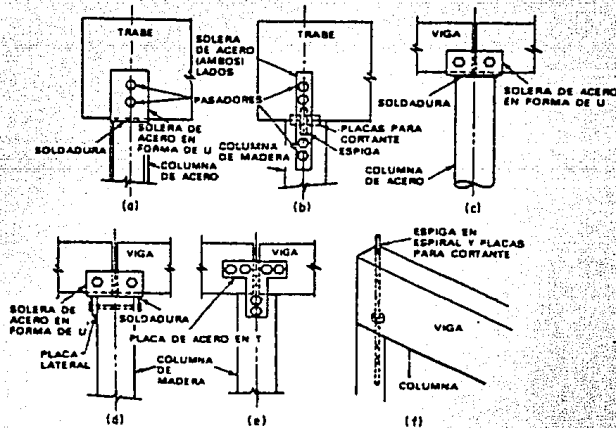 TRABE
PASADORES
SOLDADURA
SOLERA DE
ACERO EN
FORMA DE U
COLUMNA
DE ACERO
(a)
SOLERA
DE ACERO
(AMBOS)
LADOS
TRABE
PLACAS PARA
CORTANTE
ESPIGA
COLUMNA
DE MADERA
(b)
VIGA
SOLDADURA
SOLERA DE ACERO
EN FORMA DE U
COLUMNA
DE ACERO
(c)
VIGA
SOLERA DE
ACERO EN
FORMA DE U
SOLDADURA
PLACA
LATERAL
(d)
VIGA
PLACA DE ACERO EN T
COLUMNA
DE
MADERA
(e)
ESPIGA EN
ESPIRAL Y PLACAS
PARA CORTANTE
VIGA
COLUMNA
(f)